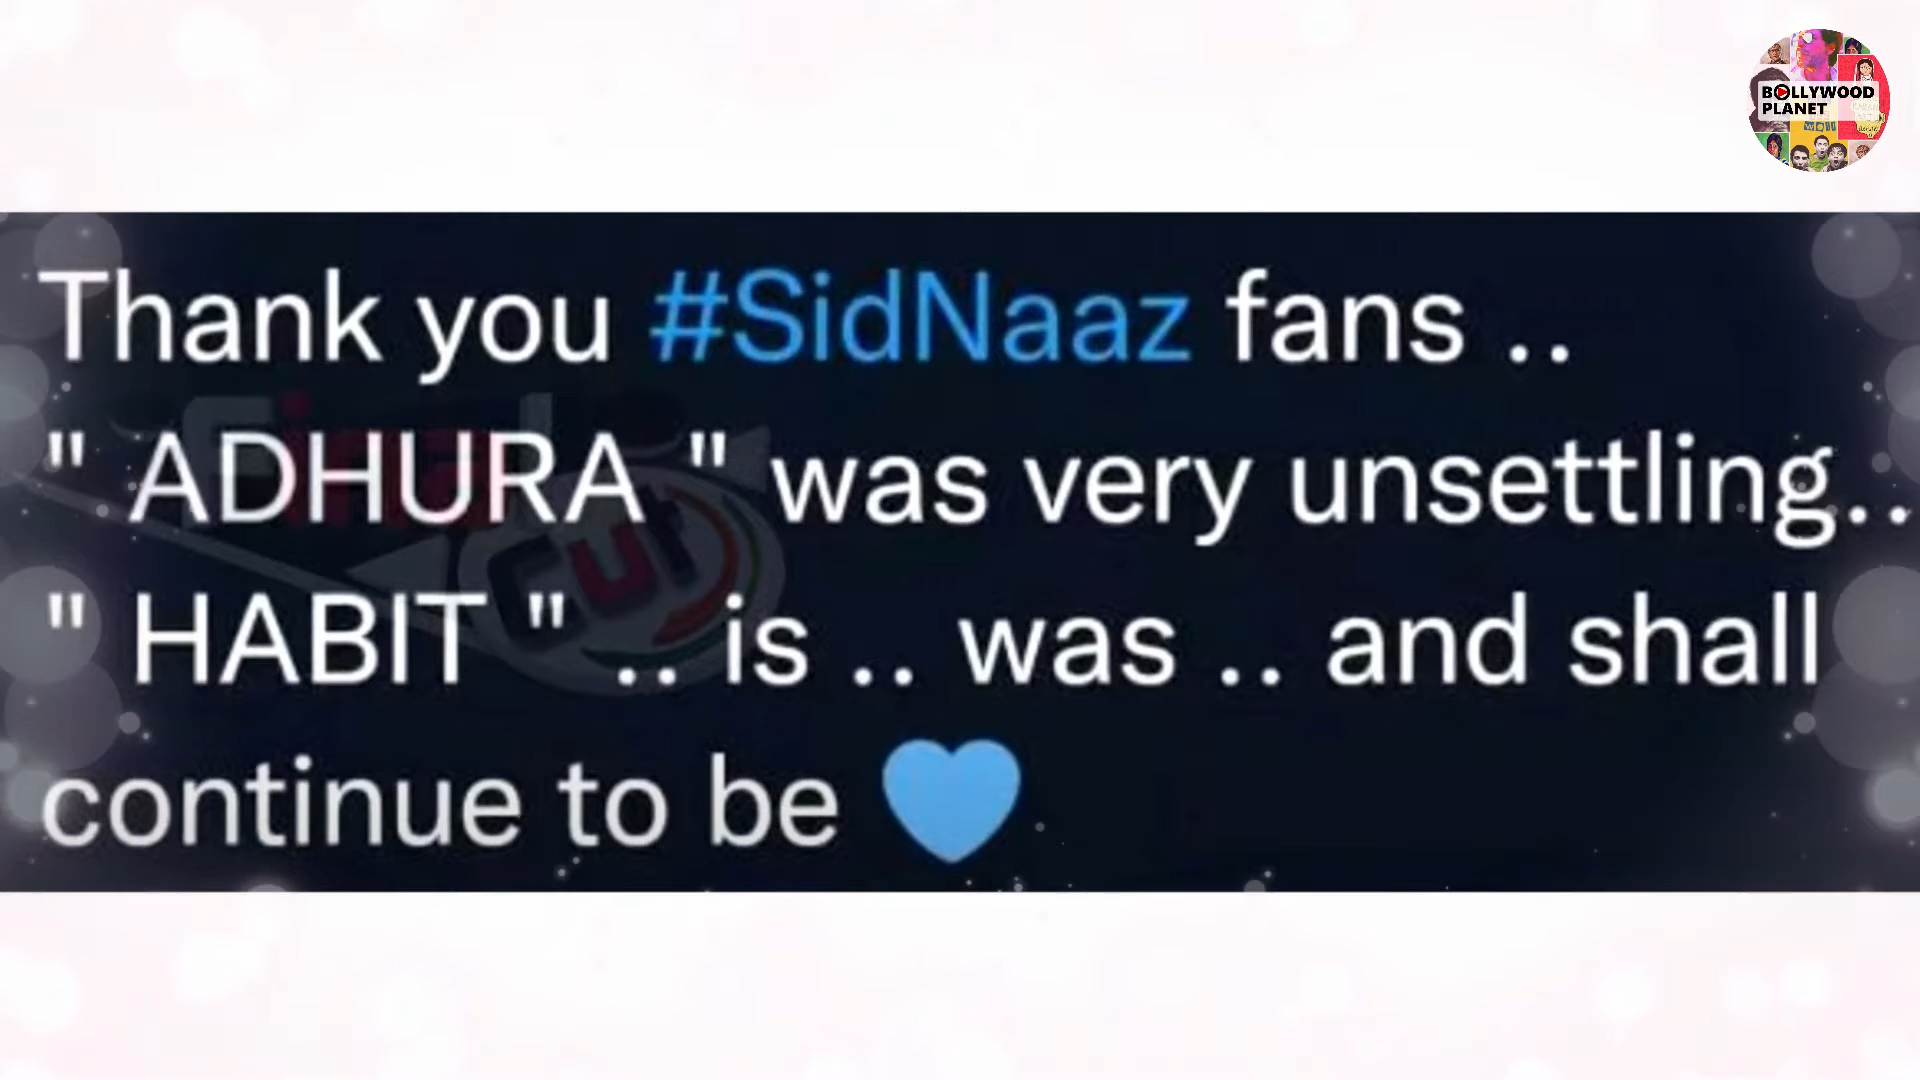 BOLLYWOOD
PLANET
Thank you #SidNaaz fans ..
" ADHURA " was very unsettling..
" HABIT " .. is .. was .. and shall
continue to be 💙